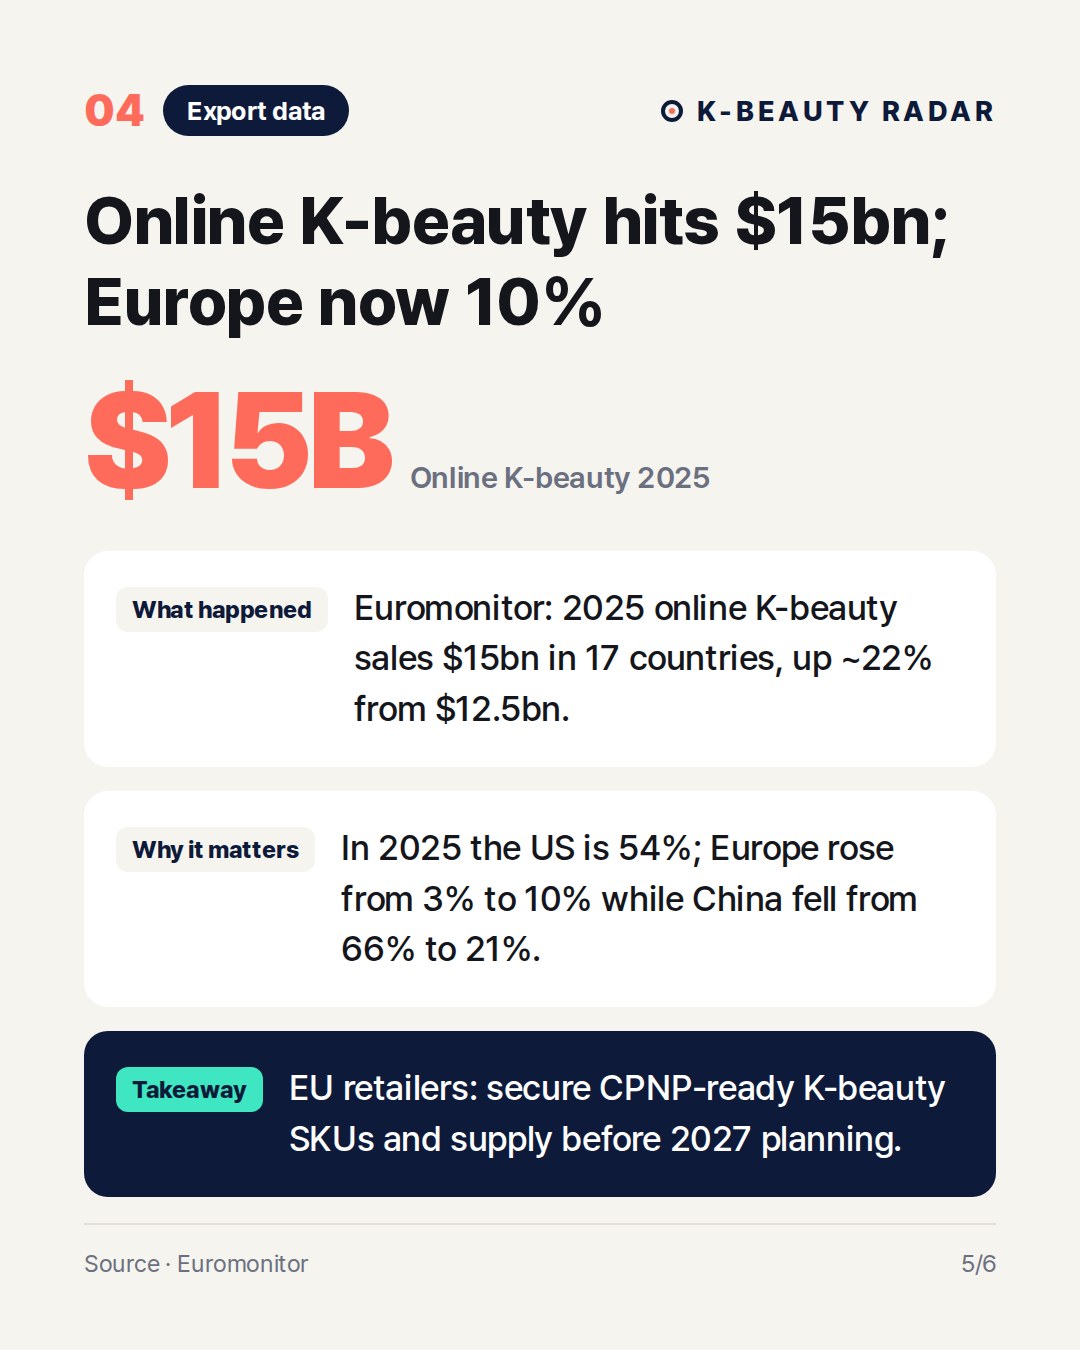 04 Export data
K-BEAUTY RADAR
Online K-beauty hits $15bn;
Europe now 10%
$15B Online K-beauty 2025
What happened
Euromonitor: 2025 online K-beauty
sales $15bn in 17 countries, up ~22%
from $12.5bn.
Why it matters
In 2025 the US is 54%; Europe rose
from 3% to 10% while China fell from
66% to 21%.
Takeaway
EU retailers: secure CPNP-ready K-beauty
SKUs and supply before 2027 planning.
Source · Euromonitor
5/6